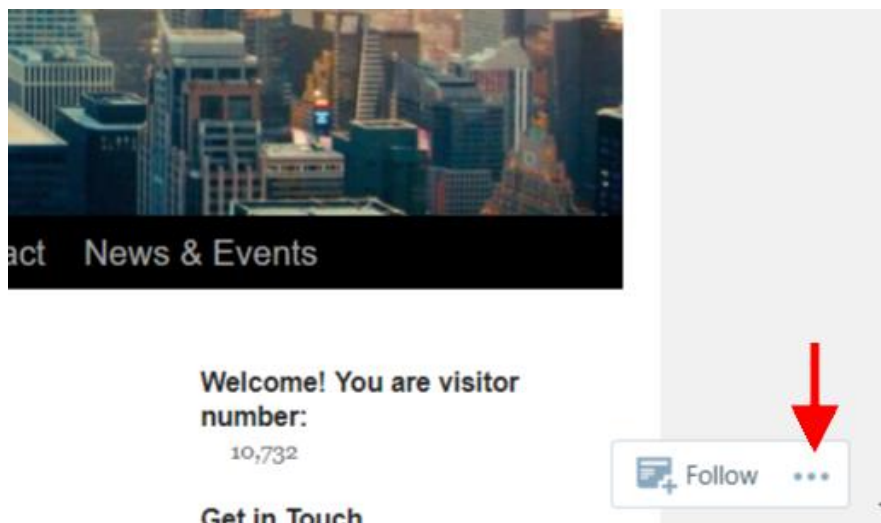 act News & Events
Welcome! You are visitor
number:
10,732
Follow
Get in Touch